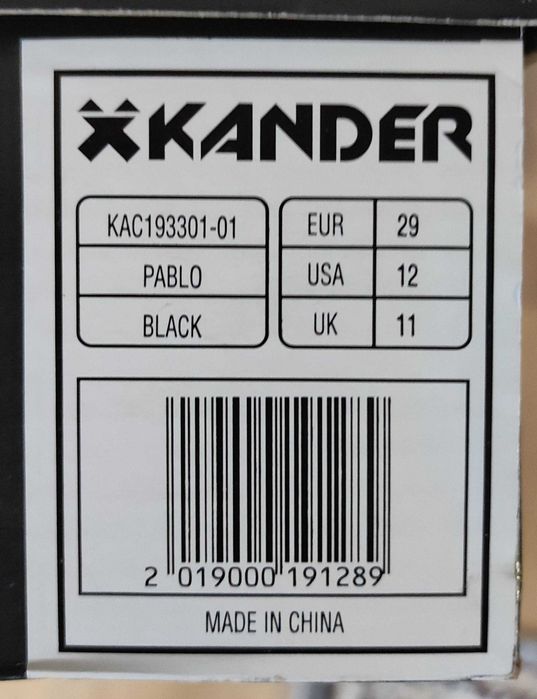 KANDER
KAC193301-01
PABLO
BLACK
EUR 29
USA 12
UK 11
2 019000 191289
MADE IN CHINA